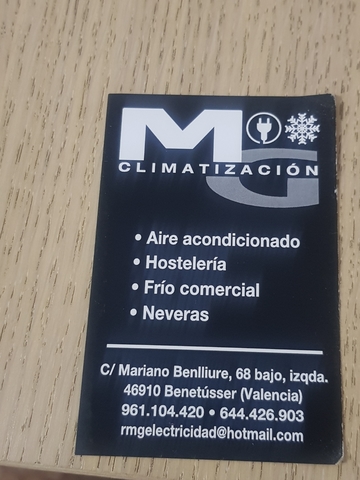 MG
CLIMATIZACIÓN
• Aire acondicionado
• Hostelería
• Frío comercial
• Neveras
C/ Mariano Benlliure, 68 bajo, izqda.
46910 Benetússer (Valencia)
961.104.420 • 644.426.903
rmgelectricidad@hotmail.com